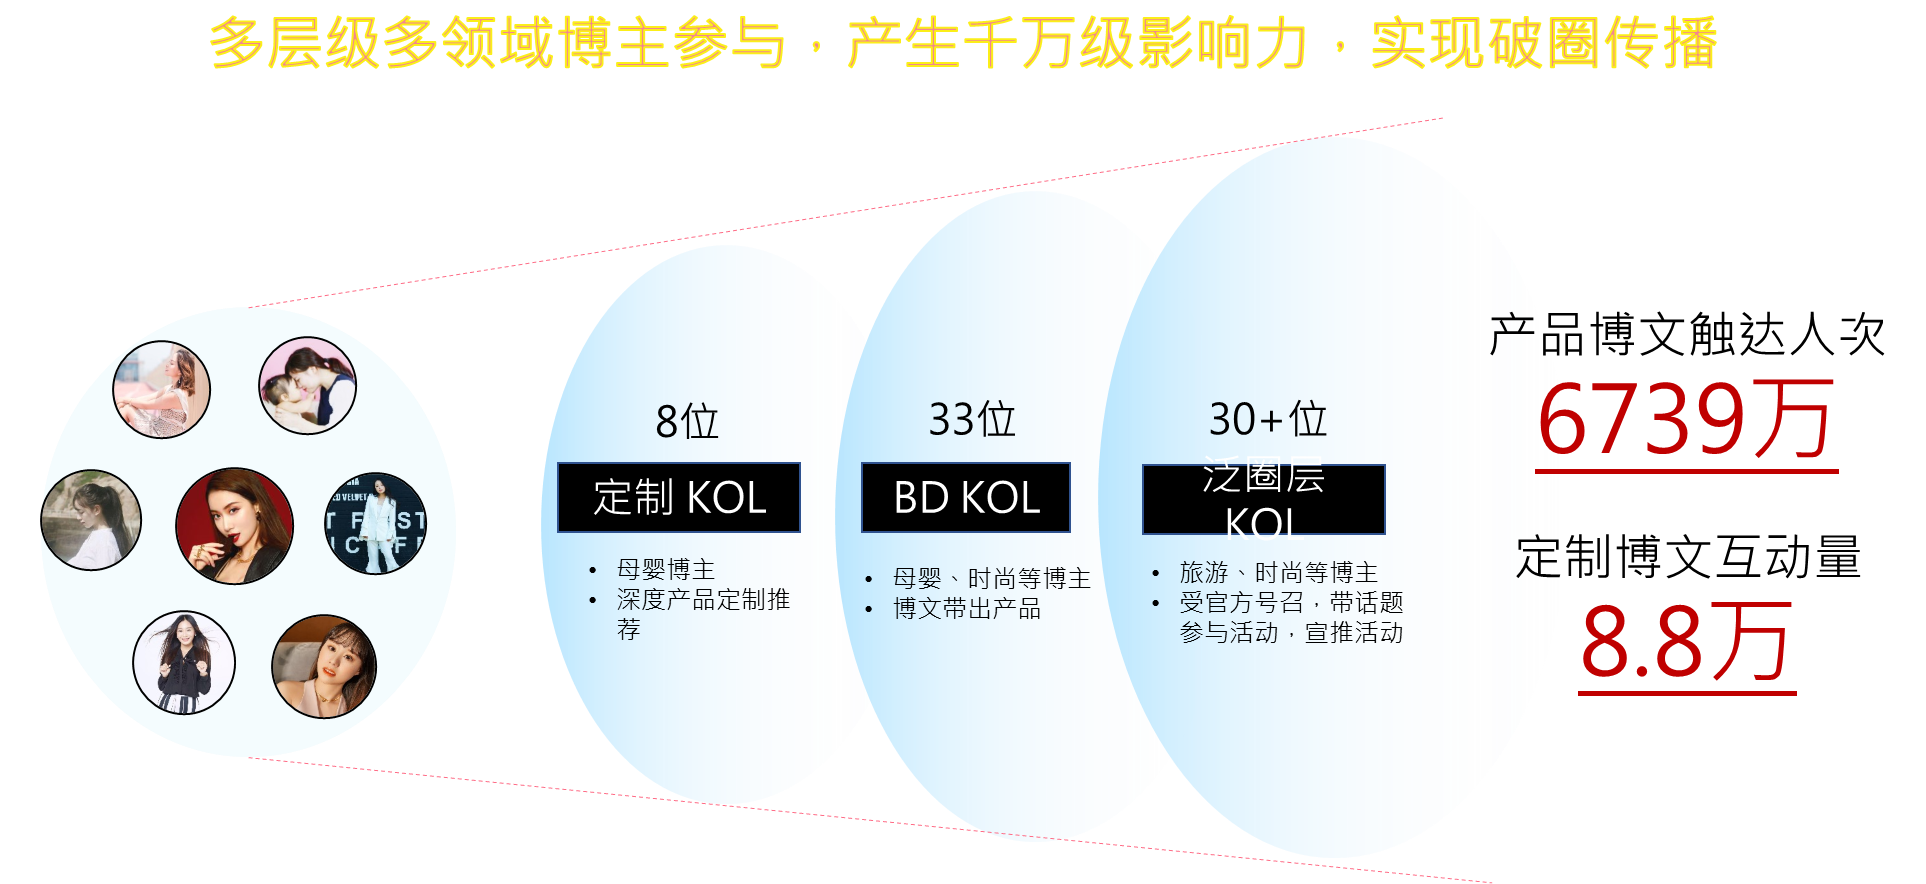 多层级多领域博主参与，产生千万级影响力，实现破圈传播
8位
定制 KOL
• 母婴博主
• 深度产品定制推
荐
33位
BD KOL
• 母婴、时尚等博主
• 博文带出产品
30+位
泛圈层
KOL
• 旅游、时尚等博主
• 受官方号召，带话题
参与活动，宣推活动
产品博文触达人次
6739万
定制博文互动量
8.8万